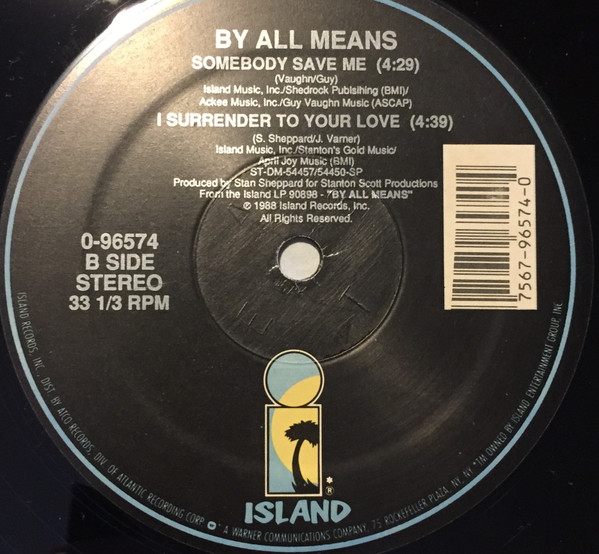 BY ALL MEANS
SOMEBODY SAVE ME (4:29)
(Vaughn/Guy)
Island Music, Inc./Shedrock Publsihing (BMI)/
Ackee Music, Inc./Guy Vaughn Music (ASCAP)
I SURRENDER TO YOUR LOVE (4:39)
(S. Sheppard/J. Varner)
Island Music, Inc./Stanton's Gold Music/
April Joy Music (BMI)
ST-DM-54457/54450-SP
Produced by Stan Sheppard for Stanton Scott Productions
From the Island LP 90898 - "BY ALL MEANS"
℗ 1988 Island Records, Inc.
All Rights Reserved.
0-96574
B SIDE
STEREO
33 1/3 RPM
7567-96574-0
®
ISLAND
ISLAND RECORDS, INC. DIST. BY ATCO RECORDS, DIV. OF ATLANTIC RECORDING CORP. A WARNER COMMUNICATIONS COMPANY, 75 ROCKEFELLER PLAZA, NY, NY *TM OWNED BY ISLAND ENTERTAINMENT GROUP, INC